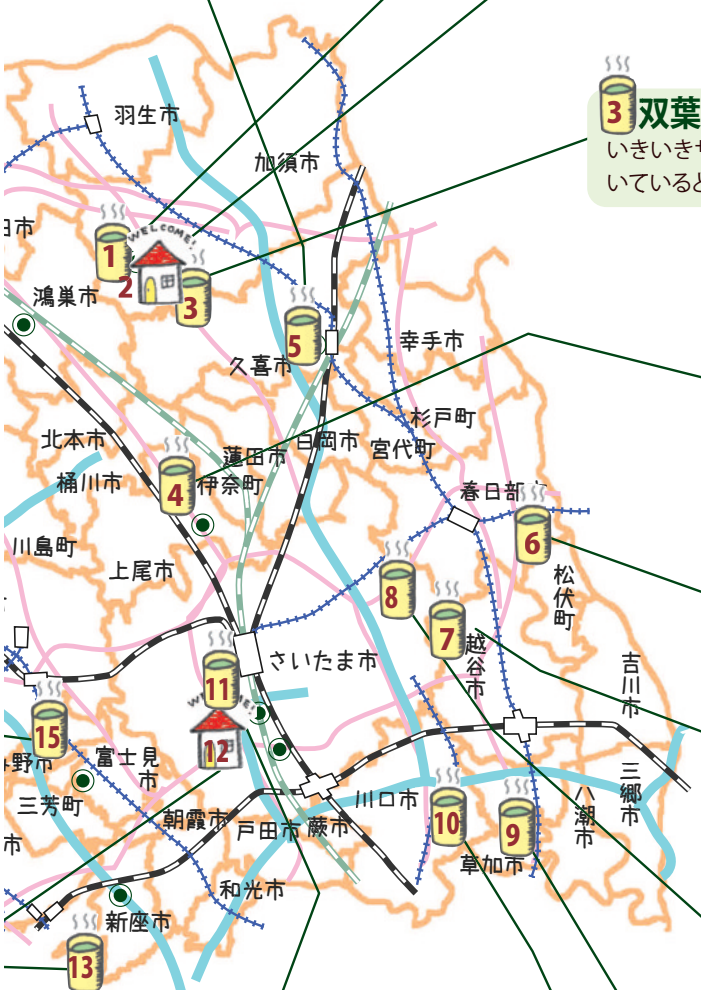 羽生市
加須市
3 双葉
いきいきサ
いていると
田市
1
WELCOME!
2
3
鴻巣市
5
久喜市
幸手市
杉戸町
北本市
蓮田市
白岡市
宮代町
桶川市
4
伊奈町
春日部
6
川島町
上尾市
8
松伏町
7
越谷市
さいたま市
吉川市
11
WELCOME!
15
12
富士見市
三芳町
川口市
三郷市
八潮市
朝霞市
戸田市
蕨市
10
9
草加市
市
和光市
新座市
13